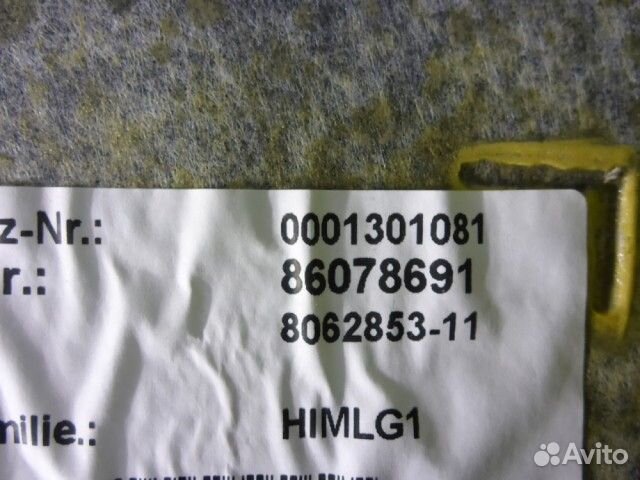 z-Nr.: 0001301081
r.: 86078691
8062853-11
milie.: HIMLG1
Avito